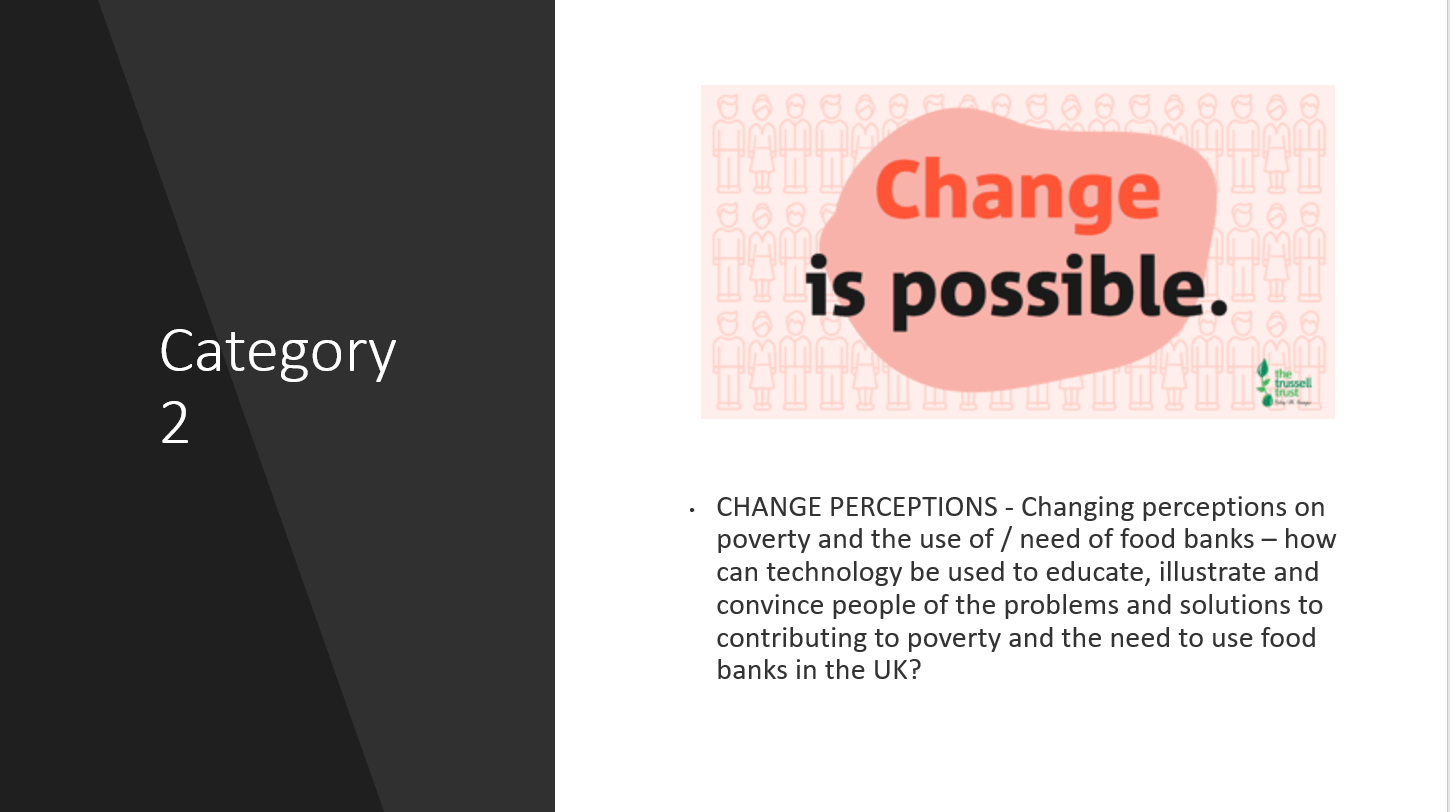 Category
2
Change
is possible.
the
trussell
trust
• CHANGE PERCEPTIONS - Changing perceptions on
poverty and the use of / need of food banks – how
can technology be used to educate, illustrate and
convince people of the problems and solutions to
contributing to poverty and the need to use food
banks in the UK?